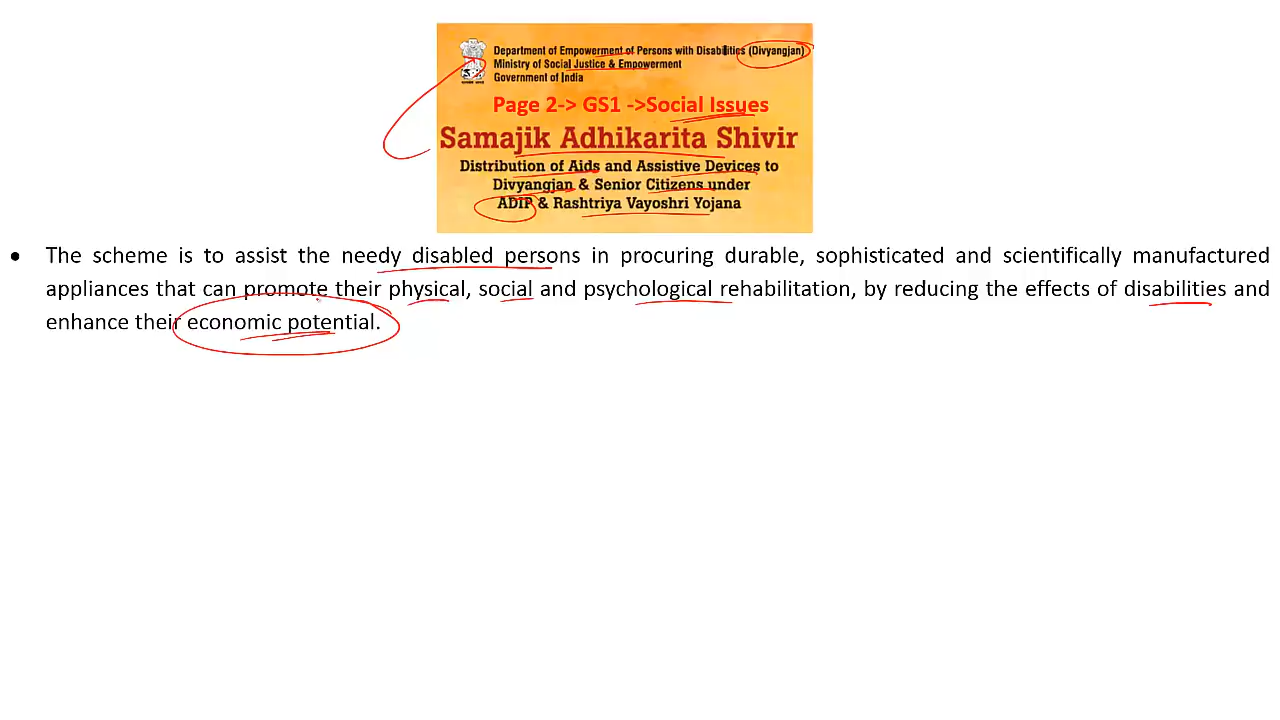 Department of Empowerment of Persons with Disabilities (Divyangjan)
Ministry of Social Justice & Empowerment
Government of India
Page 2-> GS1 ->Social Issues
Samajik Adhikarita Shivir
Distribution of Aids and Assistive Devices to
Divyangjan & Senior Citizens under
ADIP & Rashtriya Vayoshri Yojana
• The scheme is to assist the needy disabled persons in procuring durable, sophisticated and scientifically manufactured
appliances that can promote their physical, social and psychological rehabilitation, by reducing the effects of disabilities and
enhance their economic potential.